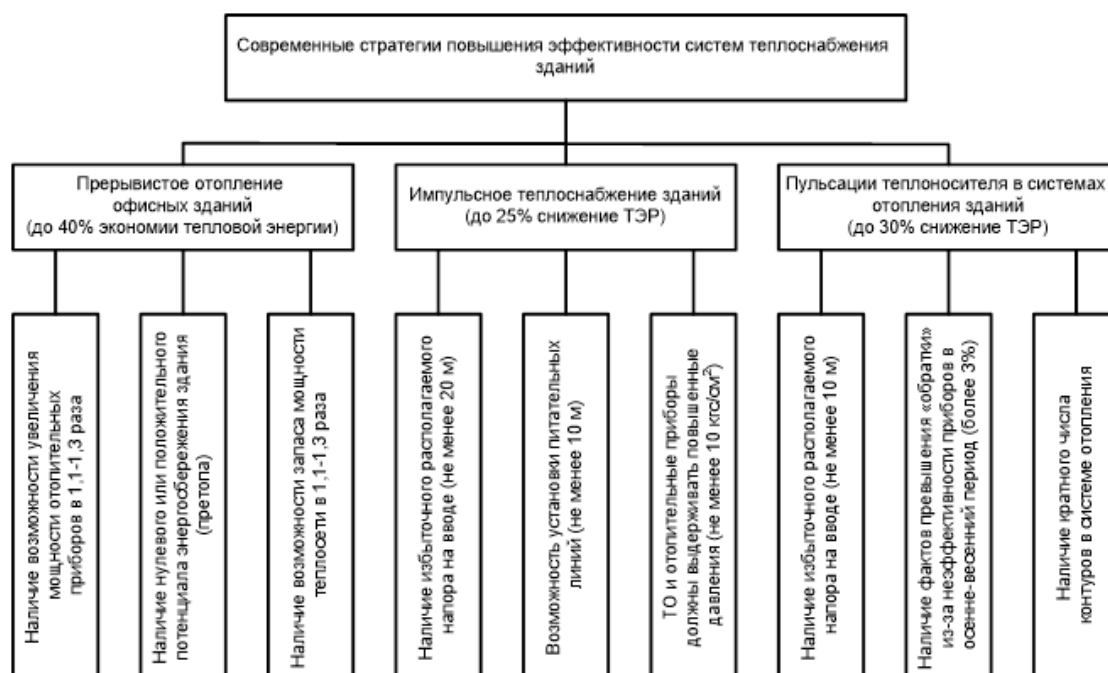 Современные стратегии повышения эффективности систем теплоснабжения
зданий
Прерывистое отопление
офисных зданий
(до 40% экономии тепловой энергии)
Импульсное теплоснабжение зданий
(до 25% снижение ТЭР)
Пульсации теплоносителя в системах
отопления зданий
(до 30% снижение ТЭР)
Наличие возможности увеличения
мощности отопительных
приборов в 1,1-1,3 раза
Наличие нулевого или положительного
потенциала энергосбережения здания
(претопа)
Наличие возможности запаса мощности
теплосети в 1,1-1,3 раза
Наличие избыточного располагаемого
напора на вводе (не менее 20 м)
Возможность установки питательных
линий (не менее 10 м)
ТО и отопительные приборы
должны выдерживать повышенные
давления (не менее 10 кгс/см²)
Наличие избыточного располагаемого
напора на вводе (не менее 10 м)
Наличие фактов превышения «обратки»
из-за неэффективности приборов в
осенне-весенний период (более 3%)
Наличие кратного числа
контуров в системе отопления